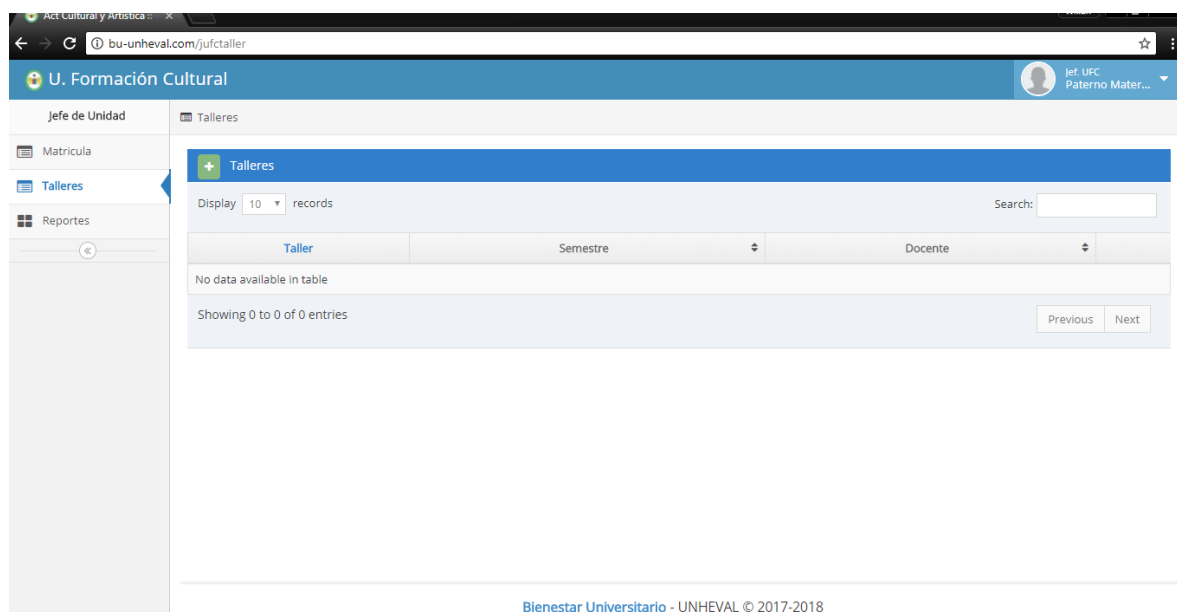 Act Cultural y Artistica ::
bu-unheval.com/jufctaller
U. Formación Cultural
Jef. UFC
Paterno Mater...
Jefe de Unidad
Talleres
Matricula
Talleres
Reportes
Talleres
Display 10 records
Search:
Taller Semestre Docente
No data available in table
Showing 0 to 0 of 0 entries
Previous Next
Bienestar Universitario - UNHEVAL © 2017-2018